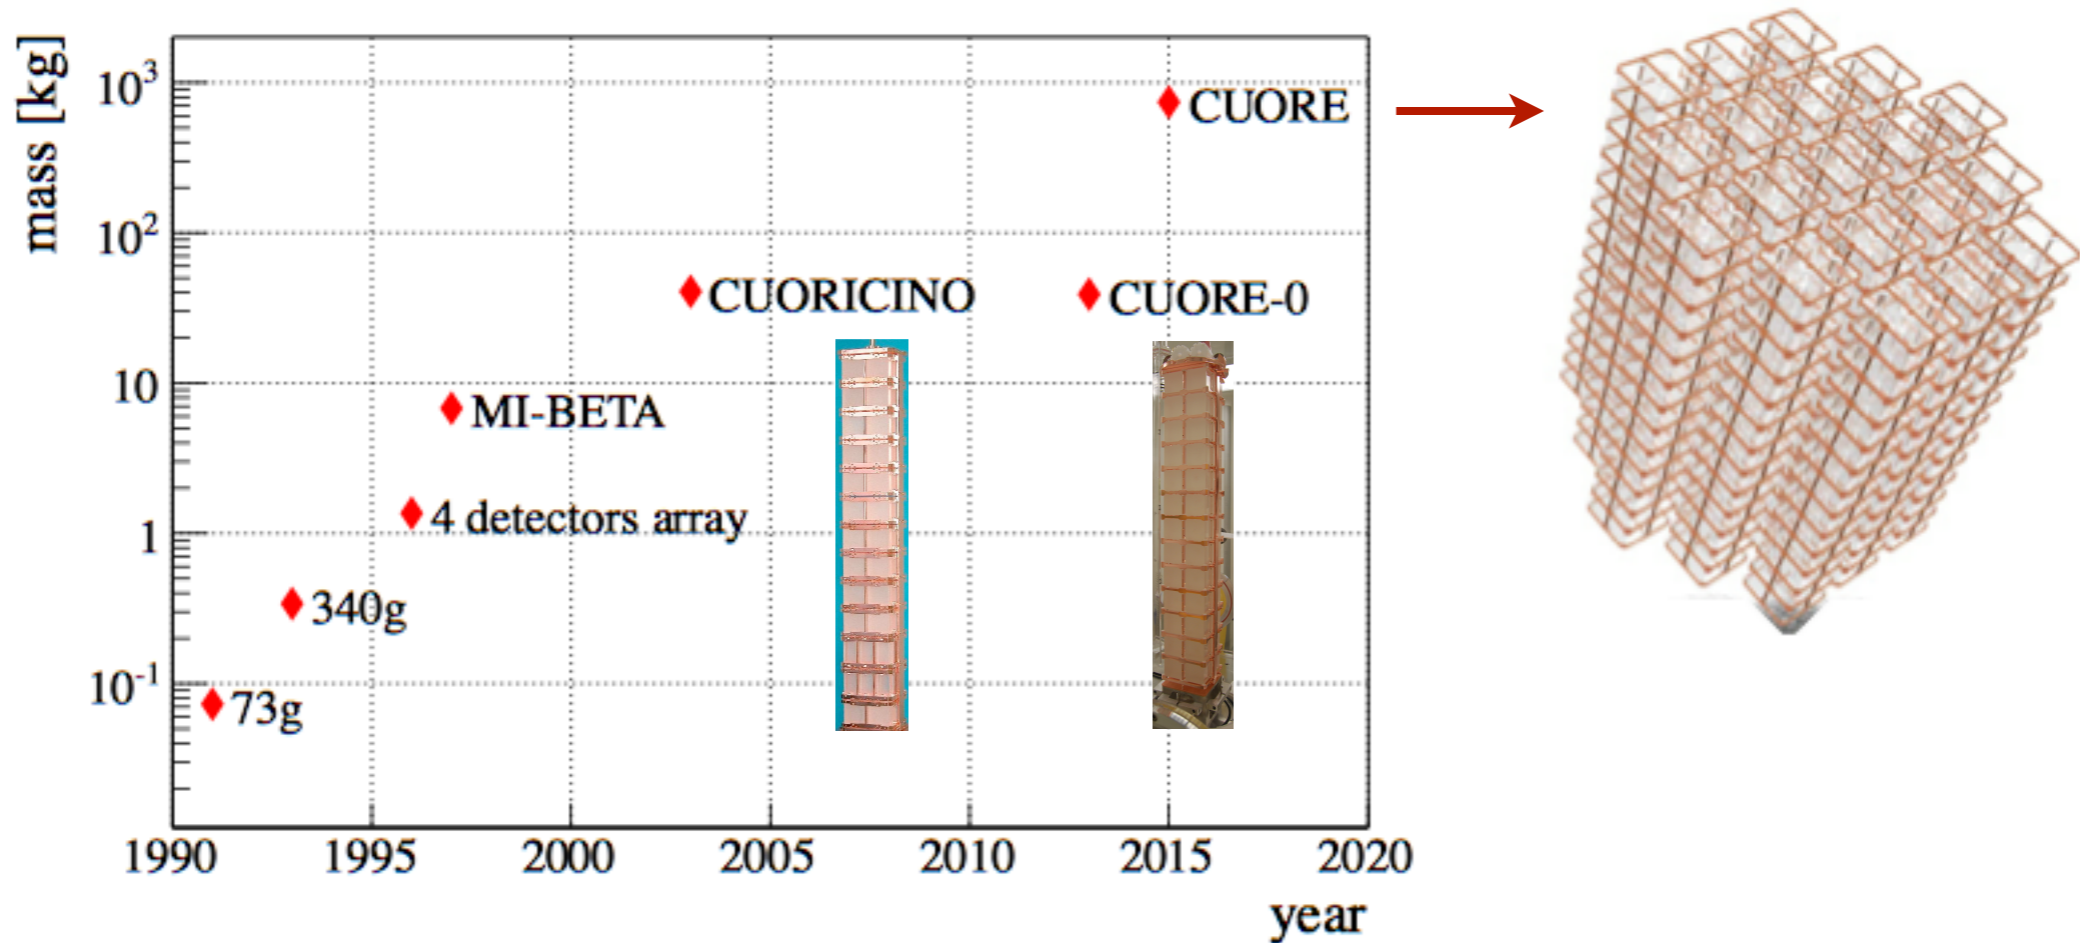 mass [kg]
10³
10²
10
1
10⁻¹
CUORE
CUORICINO
CUORE-0
MI-BETA
4 detectors array
340g
73g
1990
1995
2000
2005
2010
2015
2020
year